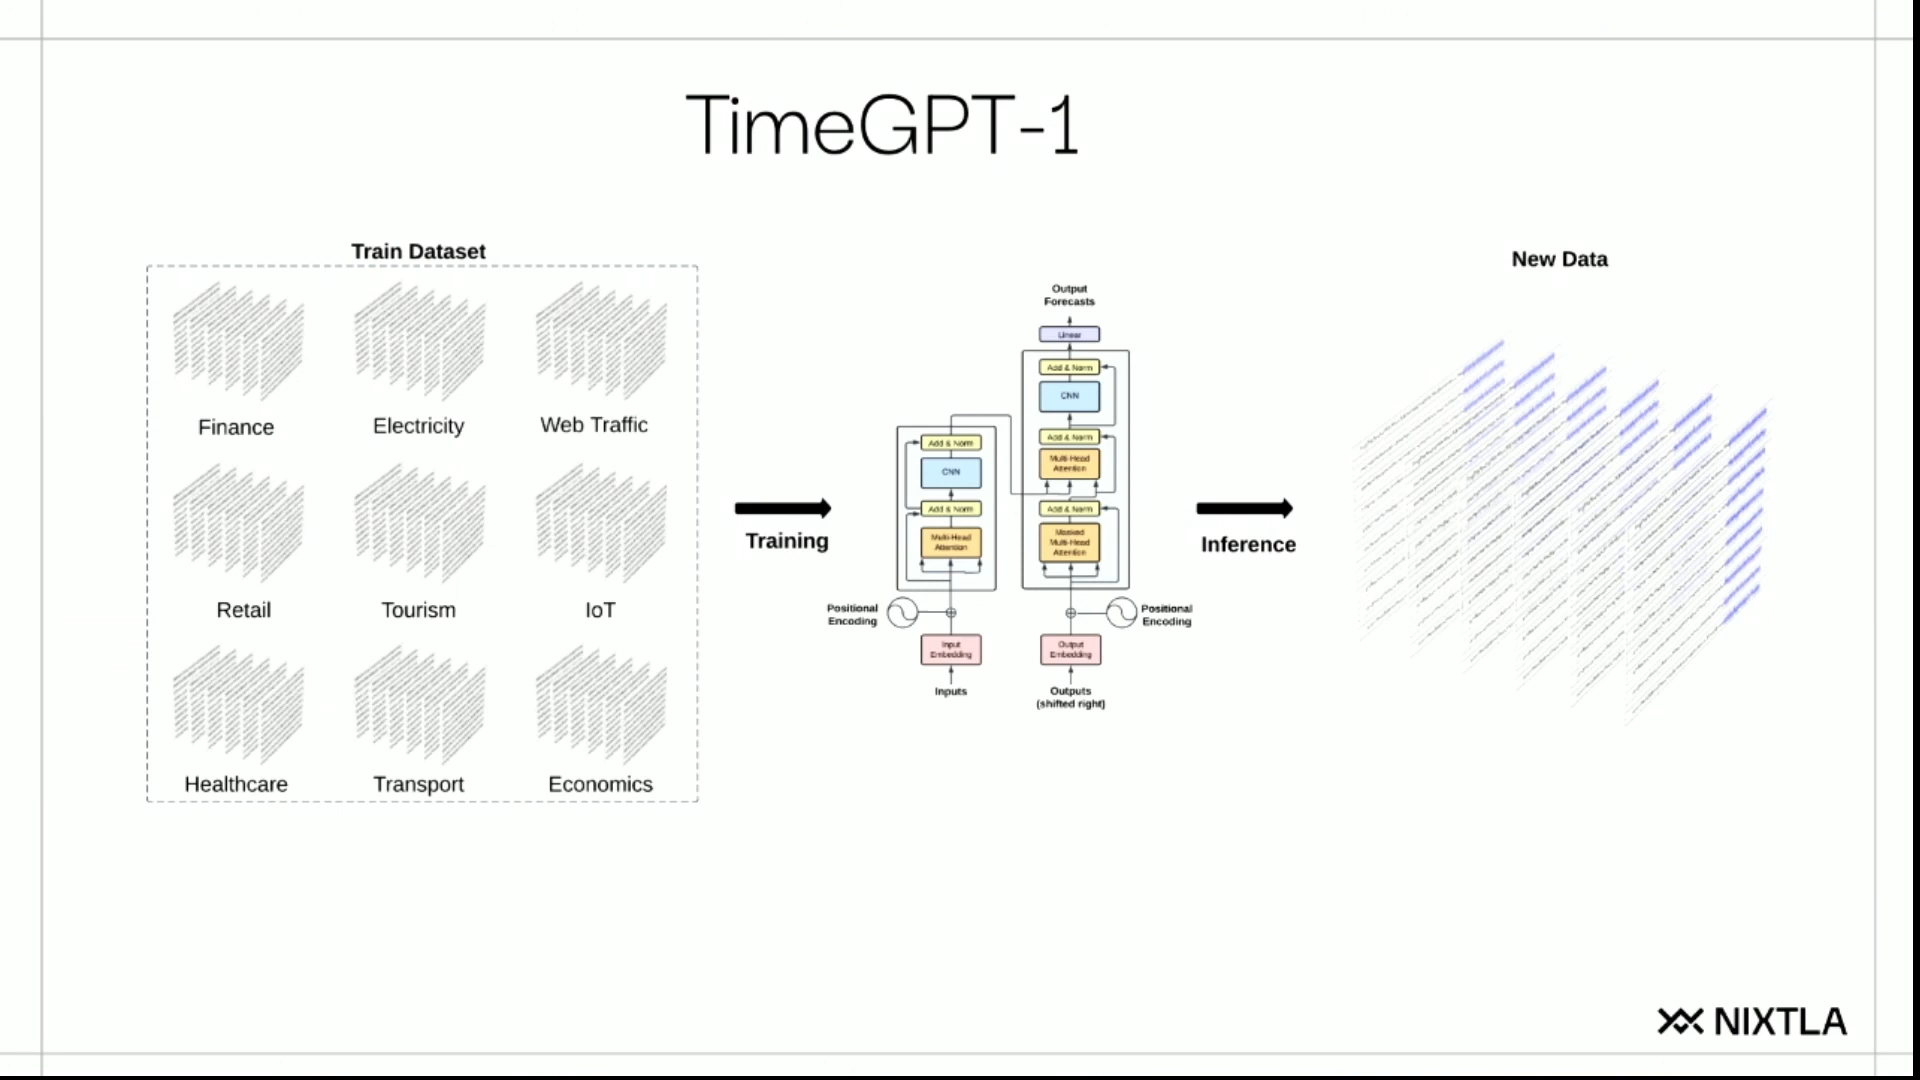 TimeGPT-1
Train Dataset
Finance
Electricity
Web Traffic
Retail
Tourism
IoT
Healthcare
Transport
Economics
Training
Output
Forecasts
Linear
Add & Norm
CNN
Add & Norm
Multi-Head
Attention
Add & Norm
Masked
Multi-Head
Attention
Add & Norm
CNN
Add & Norm
Multi-Head
Attention
Positional
Encoding
Positional
Encoding
Input
Embedding
Output
Embedding
Inputs
Outputs
(shifted right)
Inference
New Data
NIXTLA